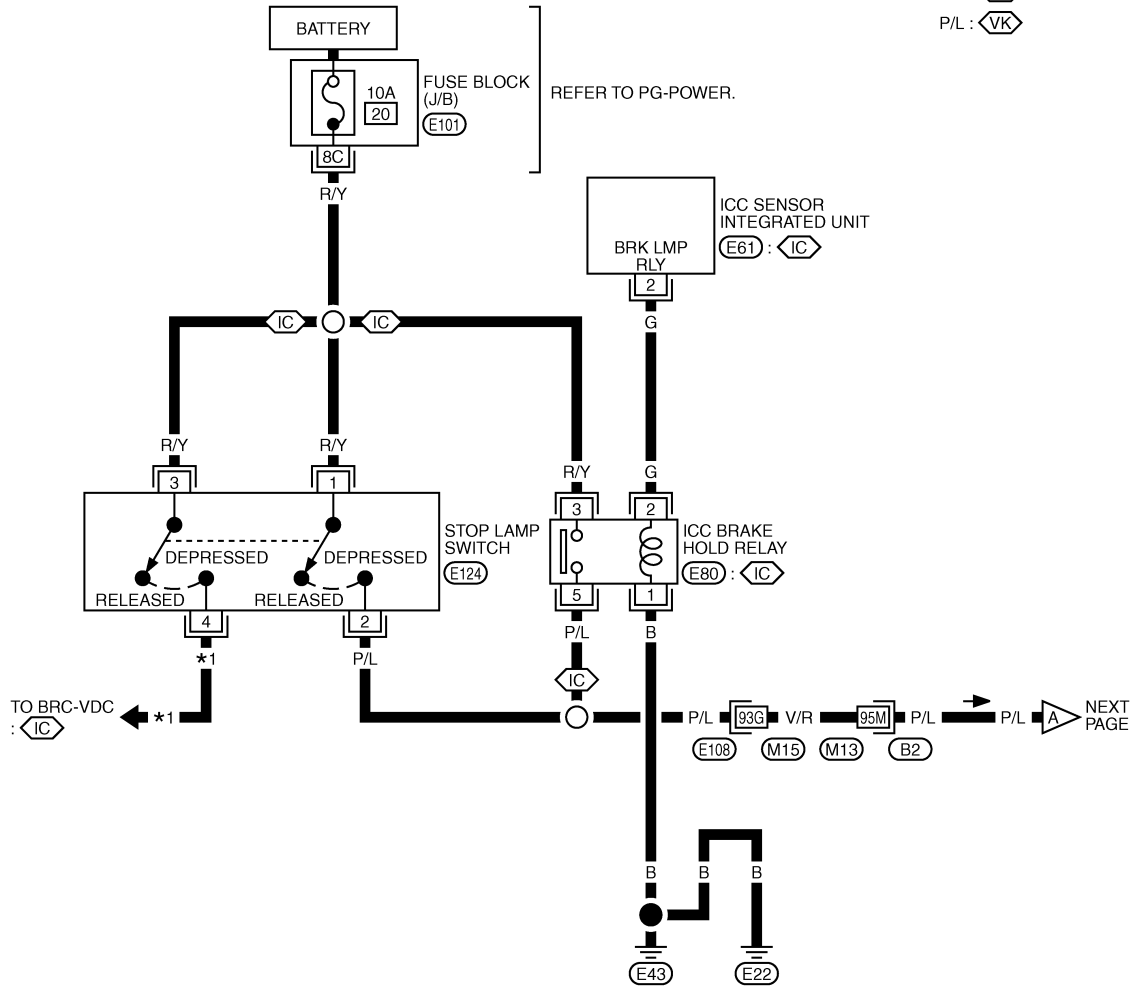 P/L : VK
BATTERY
10A
20
FUSE BLOCK
(J/B)
E101
REFER TO PG-POWER.
8C
R/Y
BRK LMP
RLY
ICC SENSOR
INTEGRATED UNIT
E61 : IC
2
G
IC
IC
R/Y
R/Y
R/Y
G
3
1
3
2
DEPRESSED
DEPRESSED
RELEASED
RELEASED
STOP LAMP
SWITCH
E124
ICC BRAKE
HOLD RELAY
E80 : IC
4
2
5
1
*1
P/L
P/L
B
IC
TO BRC-VDC
: IC
*1
P/L
93G
V/R
95M
P/L
P/L
A
NEXT
PAGE
E108
M15
M13
B2
B
B
B
E43
E22